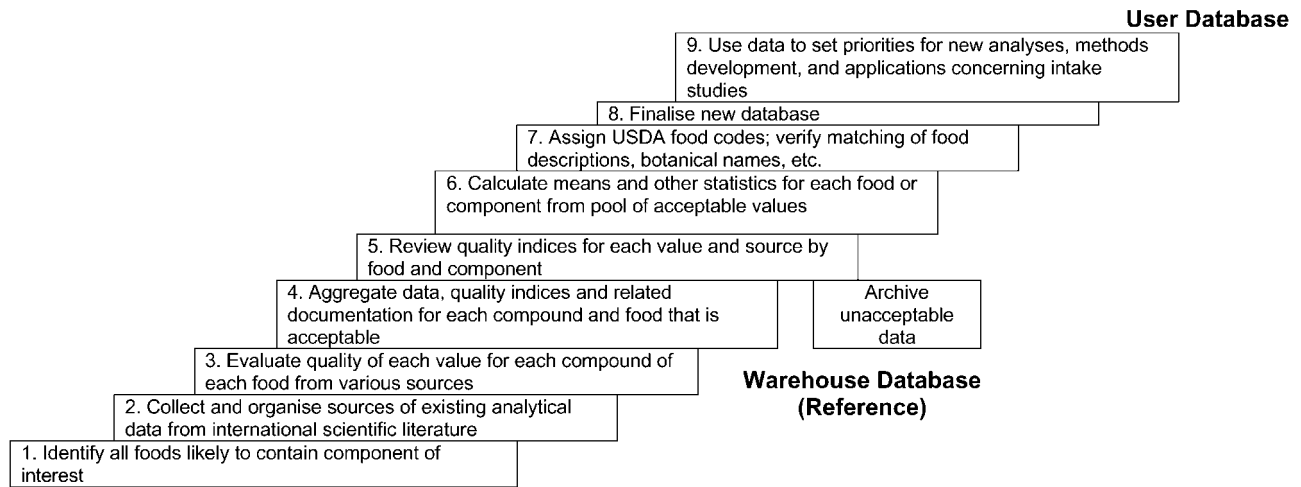 User Database
9. Use data to set priorities for new analyses, methods
development, and applications concerning intake
studies
8. Finalise new database
7. Assign USDA food codes; verify matching of food
descriptions, botanical names, etc.
6. Calculate means and other statistics for each food or
component from pool of acceptable values
5. Review quality indices for each value and source by
food and component
4. Aggregate data, quality indices and related
documentation for each compound and food that is
acceptable
Archive
unacceptable
data
3. Evaluate quality of each value for each compound of
each food from various sources
Warehouse Database
(Reference)
2. Collect and organise sources of existing analytical
data from international scientific literature
1. Identify all foods likely to contain component of
interest